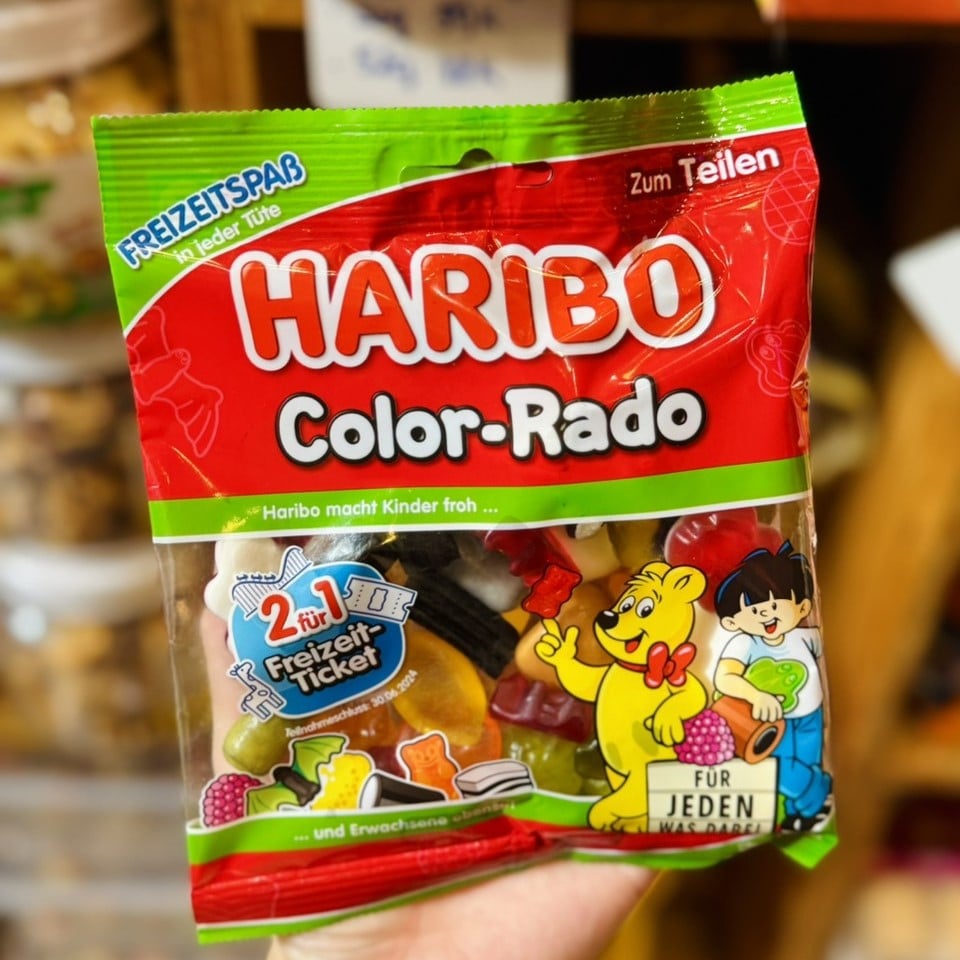 FREIZEITSPAß
in jeder Tüte
Zum Teilen
HARIBO
Color-Rado
Haribo macht Kinder froh ...
2 für 1
Freizeit-
Ticket
Teilnahmeschluss: 30.06.2024
FÜR
JEDEN
WAS DABEI
... und Erwachsene ebenso!